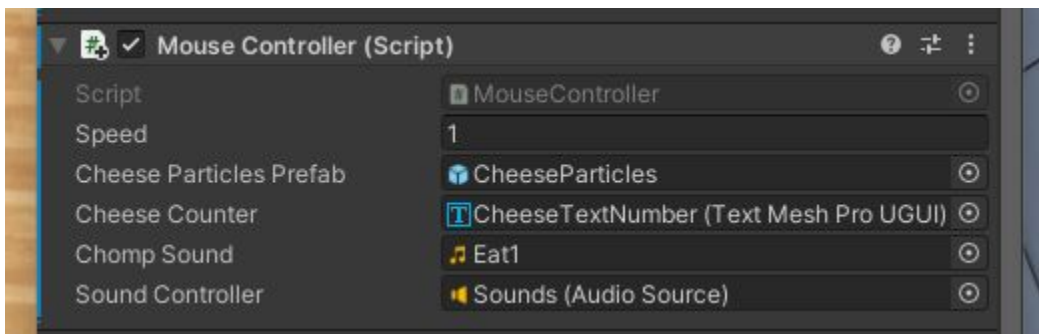 Mouse Controller (Script)
Script MouseController
Speed 1
Cheese Particles Prefab CheeseParticles
Cheese Counter CheeseTextNumber (Text Mesh Pro UGUI)
Chomp Sound Eat1
Sound Controller Sounds (Audio Source)